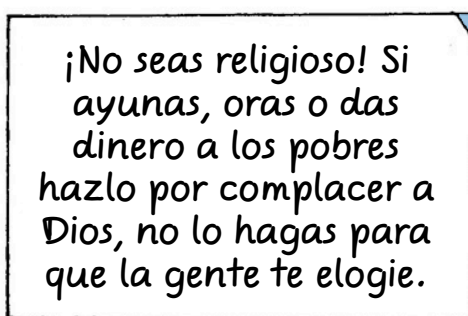 ¡No seas religioso! Si
ayunas, oras o das
dinero a los pobres
hazlo por complacer a
Dios, no lo hagas para
que la gente te elogie.